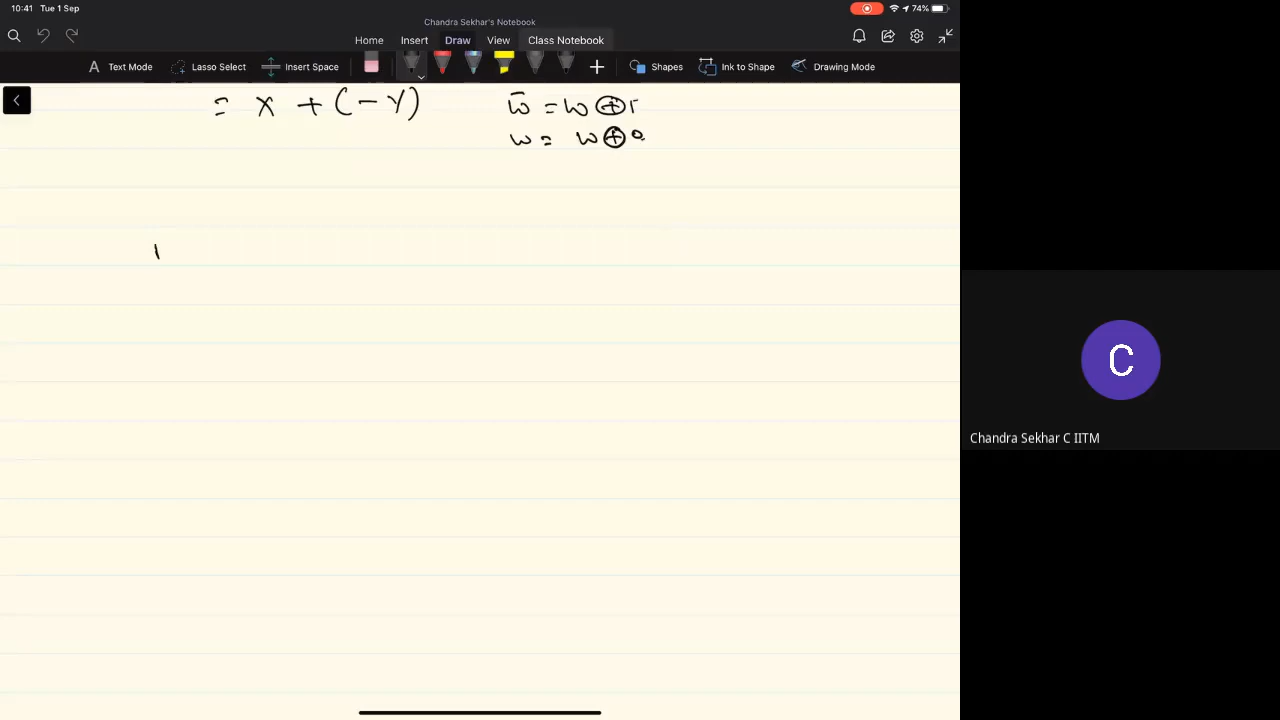 10:41 Tue 1 Sep
74%
Chandra Sekhar's Notebook
Home Insert Draw View Class Notebook
A Text Mode Lasso Select Insert Space Shapes Ink to Shape Drawing Mode
= X + (- Y)
w̄ = w ⊕ 1
w = w ⊕ 0
C
Chandra Sekhar C IITM